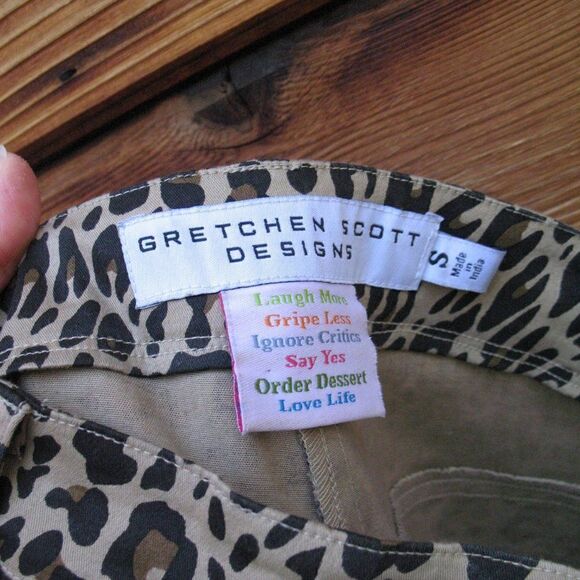 GRETCHEN SCOTT
DESIGNS
S
Made
in
India
Laugh More
Gripe Less
Ignore Critics
Say Yes
Order Dessert
Love Life